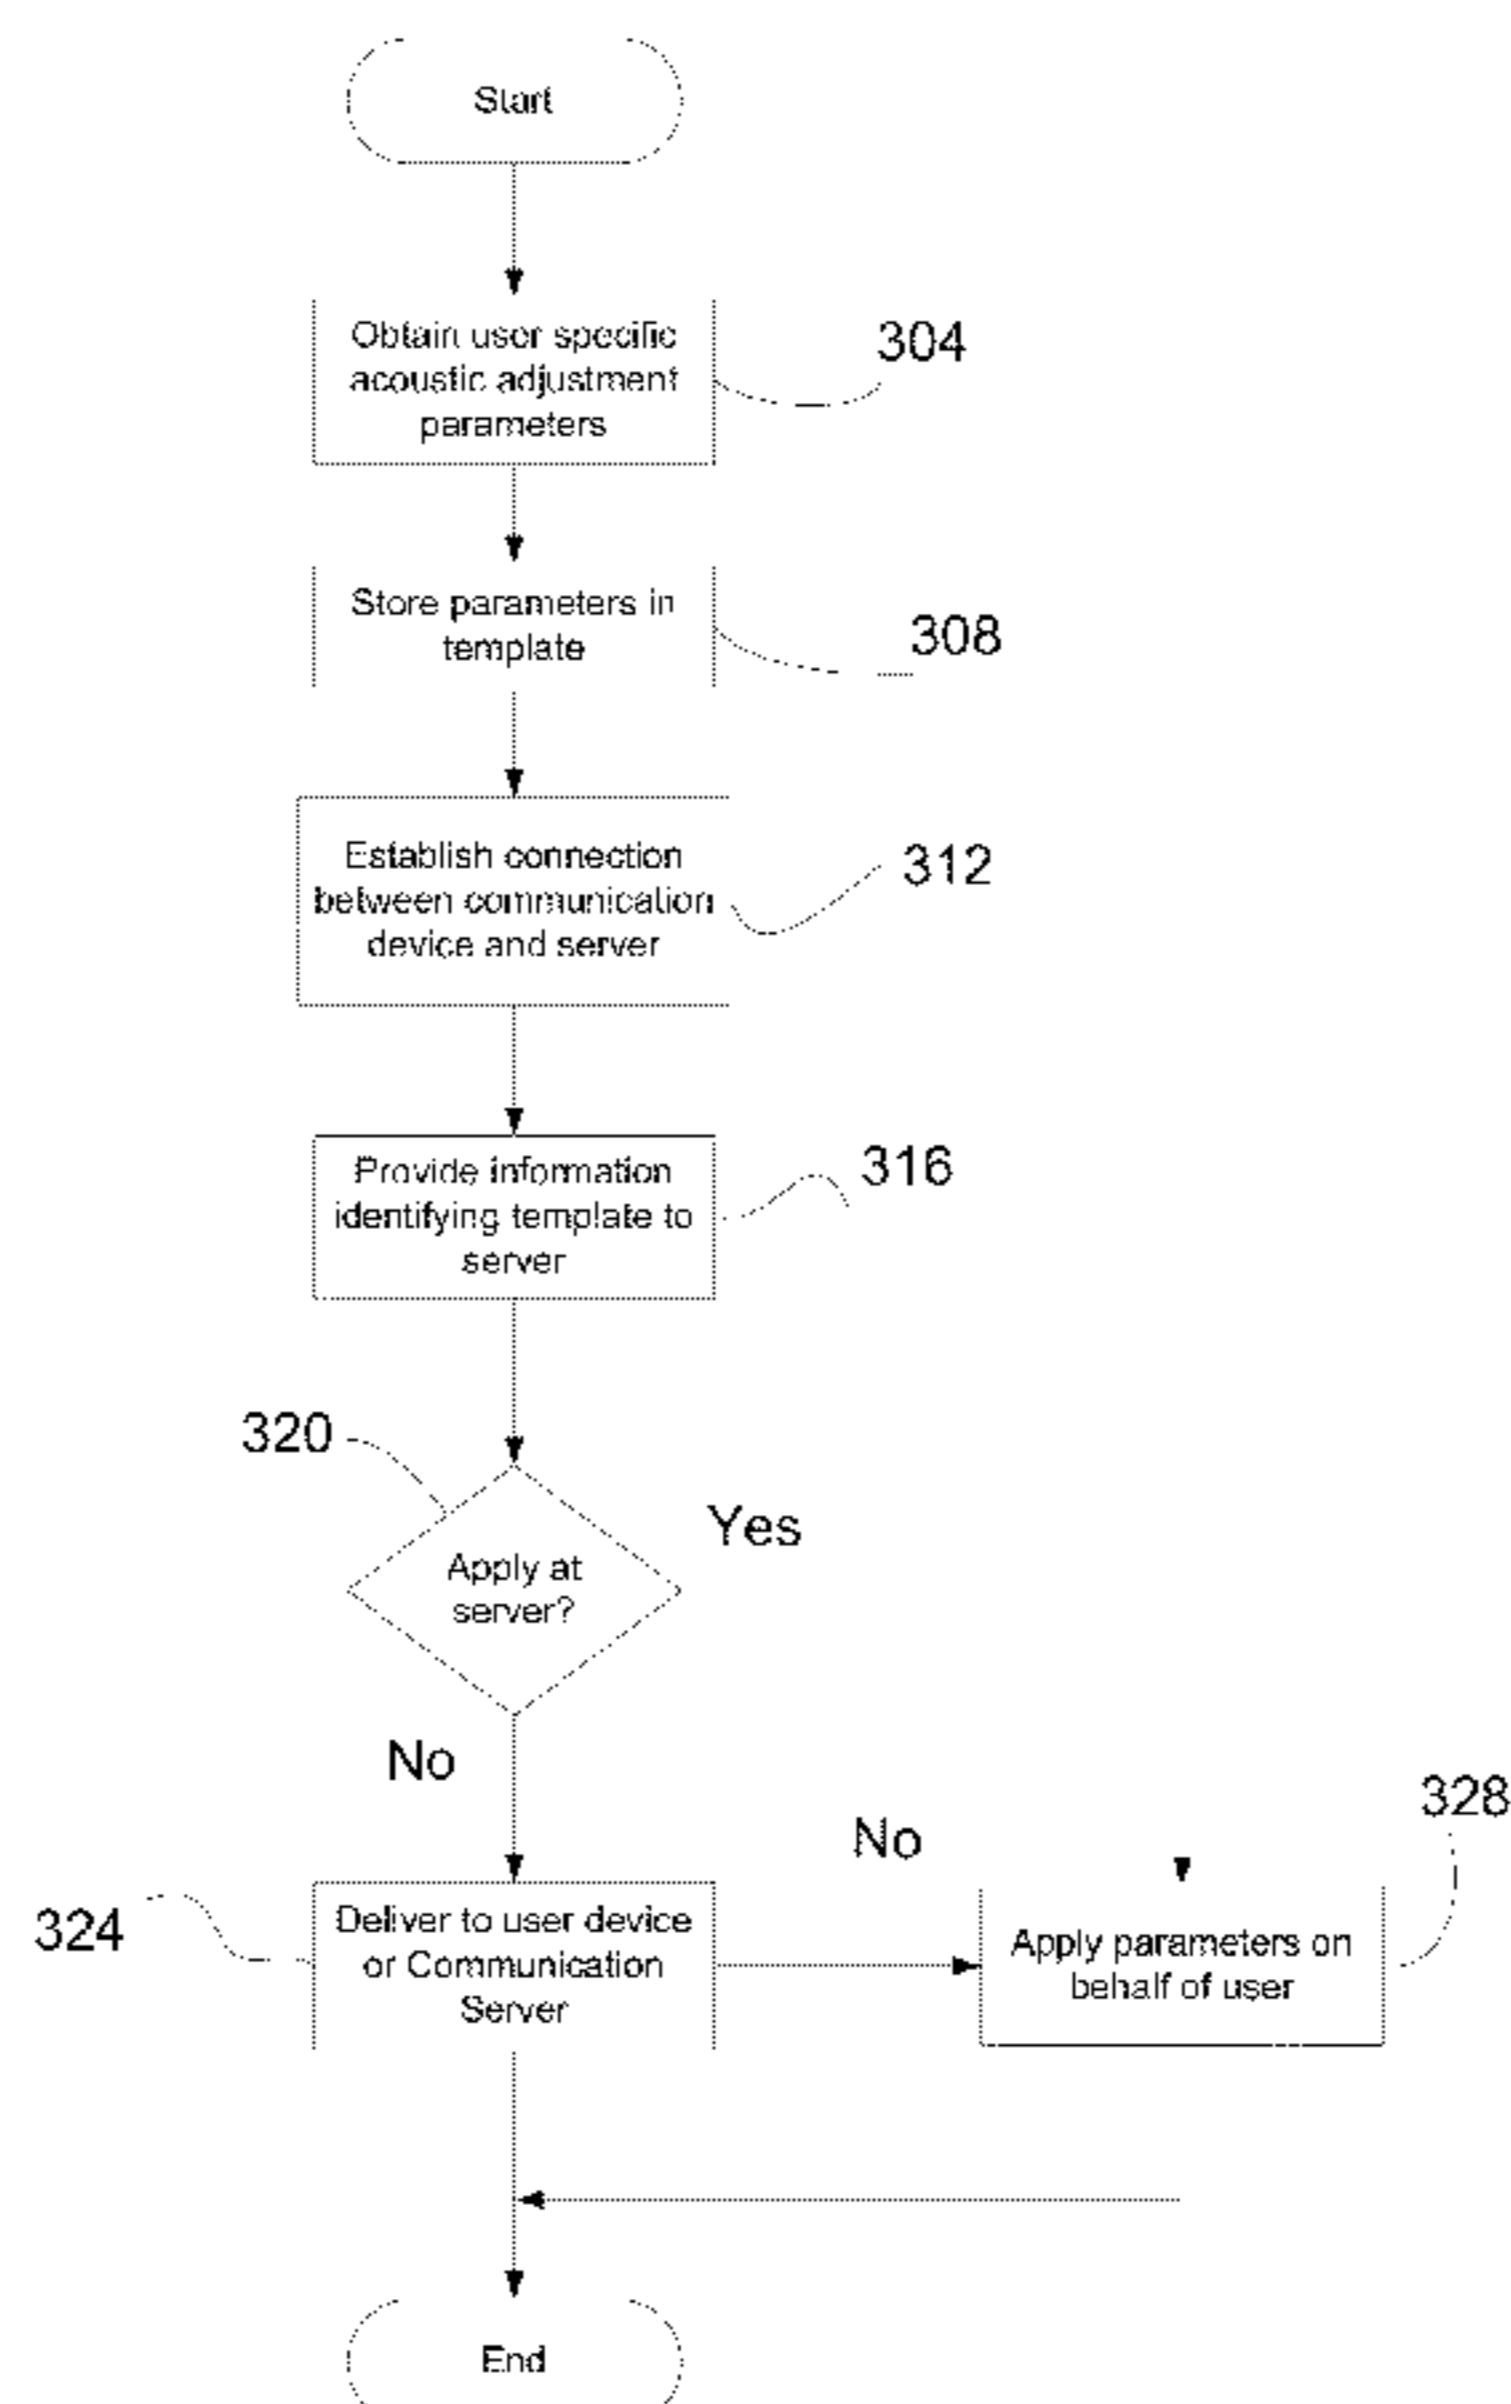 Start
Obtain user specific
acoustic adjustment
parameters
304
Store parameters in
template
308
Establish connection
between communication
device and server
312
Provide information
identifying template to
server
316
320
Yes
Apply at
server?
No
No
328
324
Deliver to user device
or Communication
Server
Apply parameters on
behalf of user
End